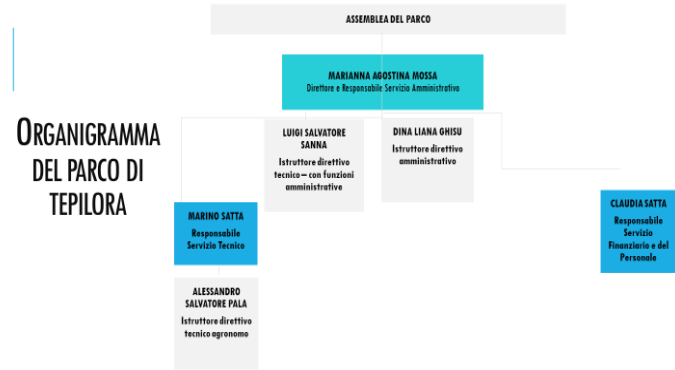 ORGANIGRAMMA
DEL PARCO DI
TEPILORA
ASSEMBLEA DEL PARCO
MARIANNA AGOSTINA MOSSA
Direttore e Responsabile Servizio Amministrativo
LUIGI SALVATORE
SANNA
Istruttore direttivo
tecnico – con funzioni
amministrative
DINA LIANA GHISU
Istruttore direttivo
amministrativo
MARINO SATTA
Responsabile
Servizio Tecnico
CLAUDIA SATTA
Responsabile
Servizio
Finanziario e del
Personale
ALESSANDRO
SALVATORE PALA
Istruttore direttivo
tecnico agronomo